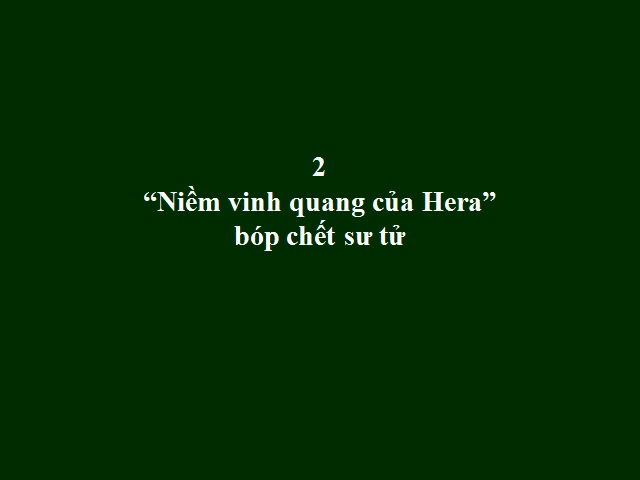 2
“Niềm vinh quang của Hera”
bóp chết sư tử